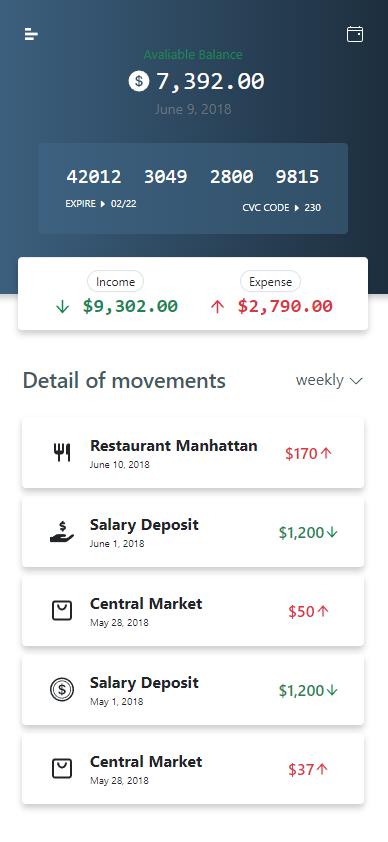 Avaliable Balance
$ 7,392.00
June 9, 2018
42012 3049 2800 9815
EXPIRE 02/22
CVC CODE 230
Income Expense
$9,302.00 $2,790.00
Detail of movements weekly
Restaurant Manhattan $170
June 10, 2018
Salary Deposit $1,200
June 1, 2018
Central Market $50
May 28, 2018
Salary Deposit $1,200
May 1, 2018
Central Market $37
May 28, 2018